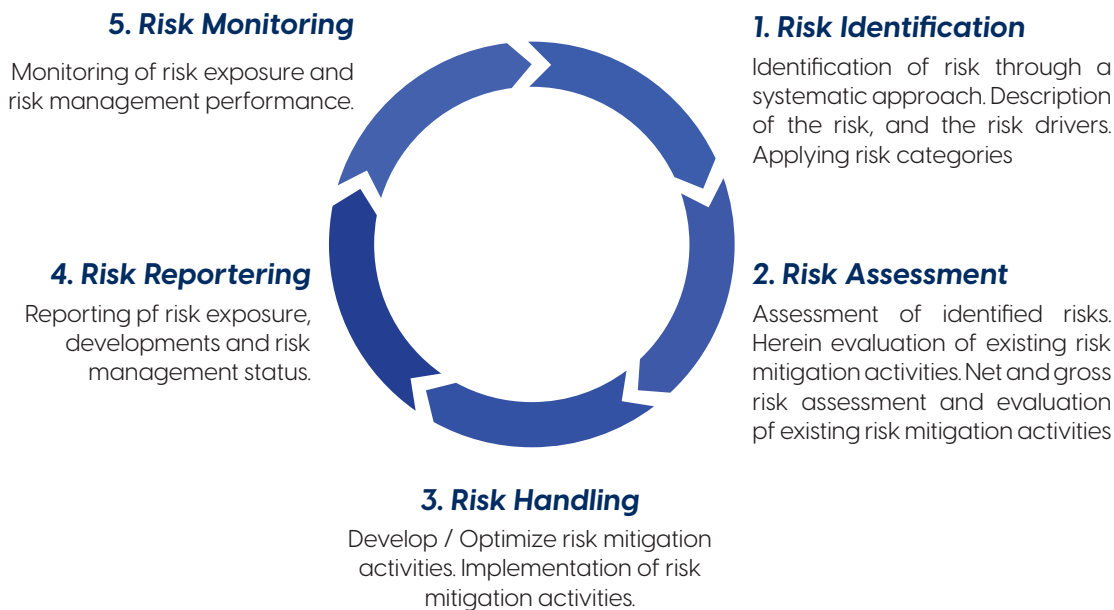 1. Risk Identification
Identification of risk through a
systematic approach. Description
of the risk, and the risk drivers.
Applying risk categories
2. Risk Assessment
Assessment of identified risks.
Herein evaluation of existing risk
mitigation activities. Net and gross
risk assessment and evaluation
pf existing risk mitigation activities
3. Risk Handling
Develop / Optimize risk mitigation
activities. Implementation of risk
mitigation activities.
4. Risk Reportering
Reporting pf risk exposure,
developments and risk
management status.
5. Risk Monitoring
Monitoring of risk exposure and
risk management performance.